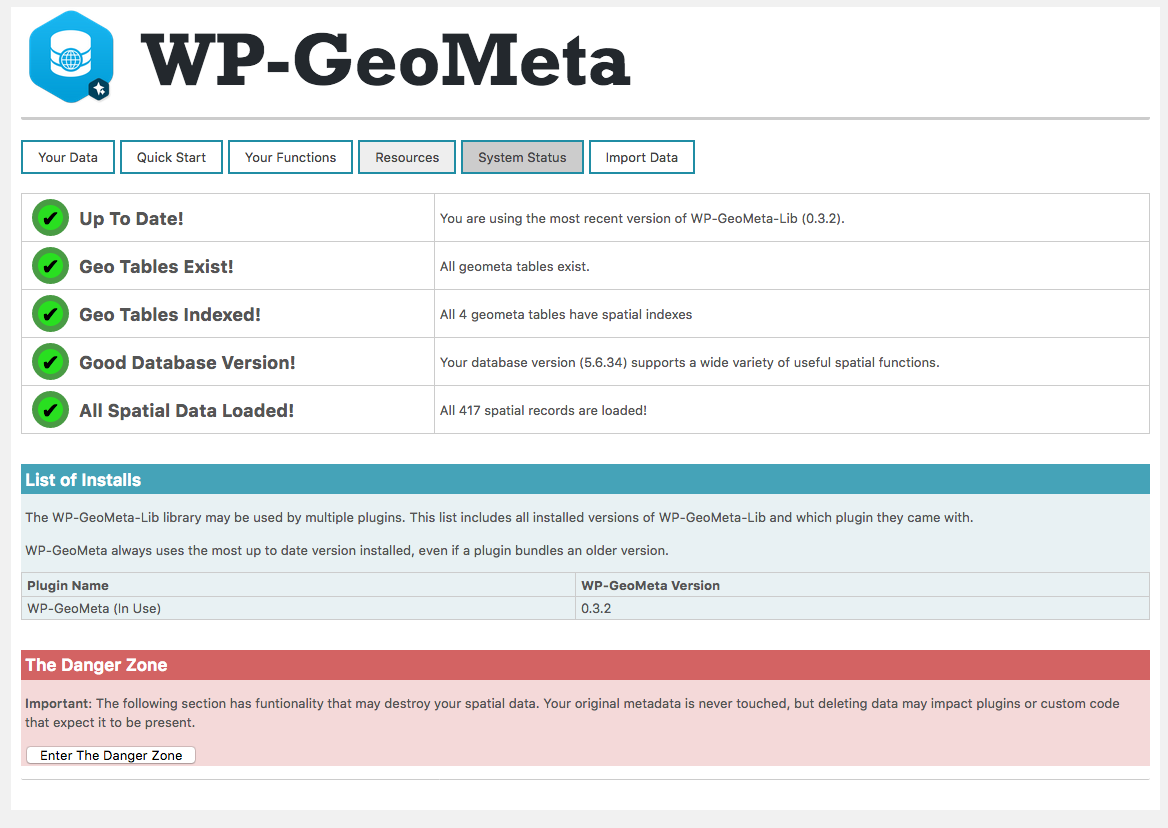 WP-GeoMeta
Your Data
Quick Start
Your Functions
Resources
System Status
Import Data
Up To Date!
You are using the most recent version of WP-GeoMeta-Lib (0.3.2).
Geo Tables Exist!
All geometa tables exist.
Geo Tables Indexed!
All 4 geometa tables have spatial indexes
Good Database Version!
Your database version (5.6.34) supports a wide variety of useful spatial functions.
All Spatial Data Loaded!
All 417 spatial records are loaded!
List of Installs
The WP-GeoMeta-Lib library may be used by multiple plugins. This list includes all installed versions of WP-GeoMeta-Lib and which plugin they came with.
WP-GeoMeta always uses the most up to date version installed, even if a plugin bundles an older version.
Plugin Name
WP-GeoMeta Version
WP-GeoMeta (In Use)
0.3.2
The Danger Zone
Important: The following section has funtionality that may destroy your spatial data. Your original metadata is never touched, but deleting data may impact plugins or custom code
that expect it to be present.
Enter The Danger Zone